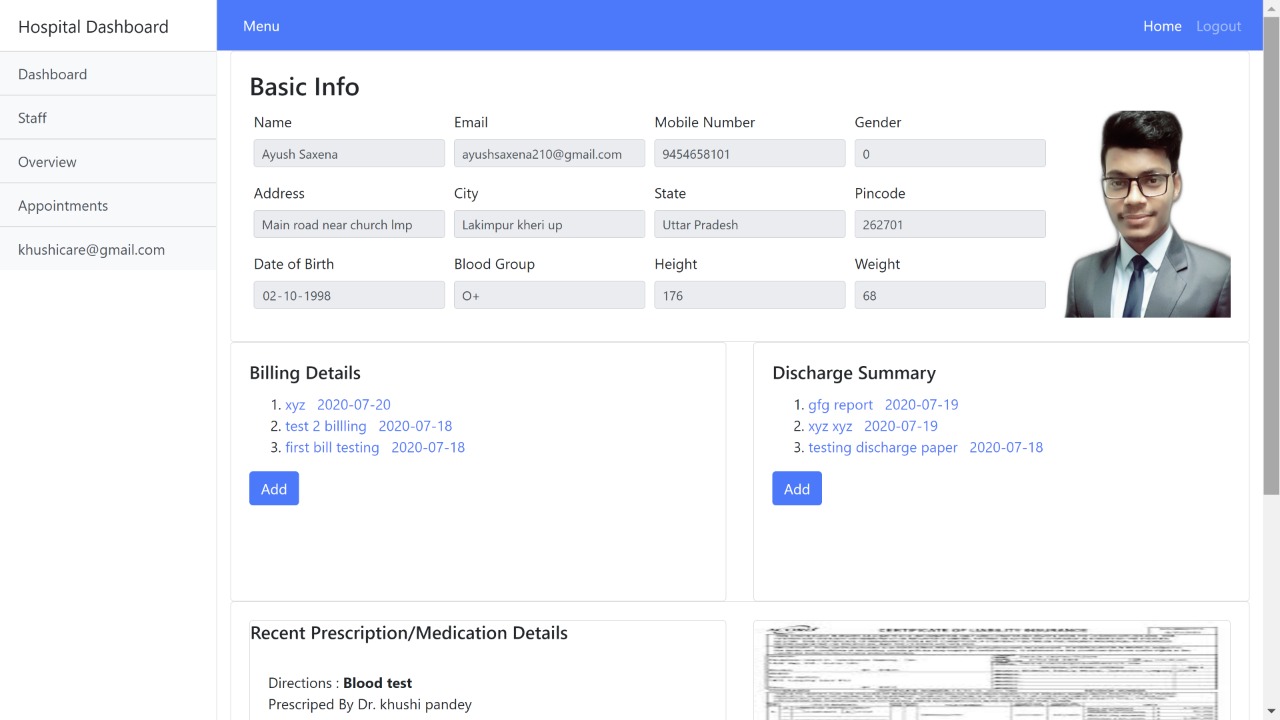 Hospital Dashboard
Menu
Home Logout
Dashboard
Staff
Overview
Appointments
khushicare@gmail.com
Basic Info
Name Email Mobile Number Gender
Ayush Saxena ayushsaxena210@gmail.com 9454658101 0
Address City State Pincode
Main road near church lmp Lakimpur kheri up Uttar Pradesh 262701
Date of Birth Blood Group Height Weight
02-10-1998 O+ 176 68
Billing Details
1. xyz 2020-07-20
2. test 2 billling 2020-07-18
3. first bill testing 2020-07-18
Add
Discharge Summary
1. gfg report 2020-07-19
2. xyz xyz 2020-07-19
3. testing discharge paper 2020-07-18
Add
Recent Prescription/Medication Details
Directions : Blood test
By Dr. khushi pandey
CERTIFICATE OF LIABILITY INSURANCE